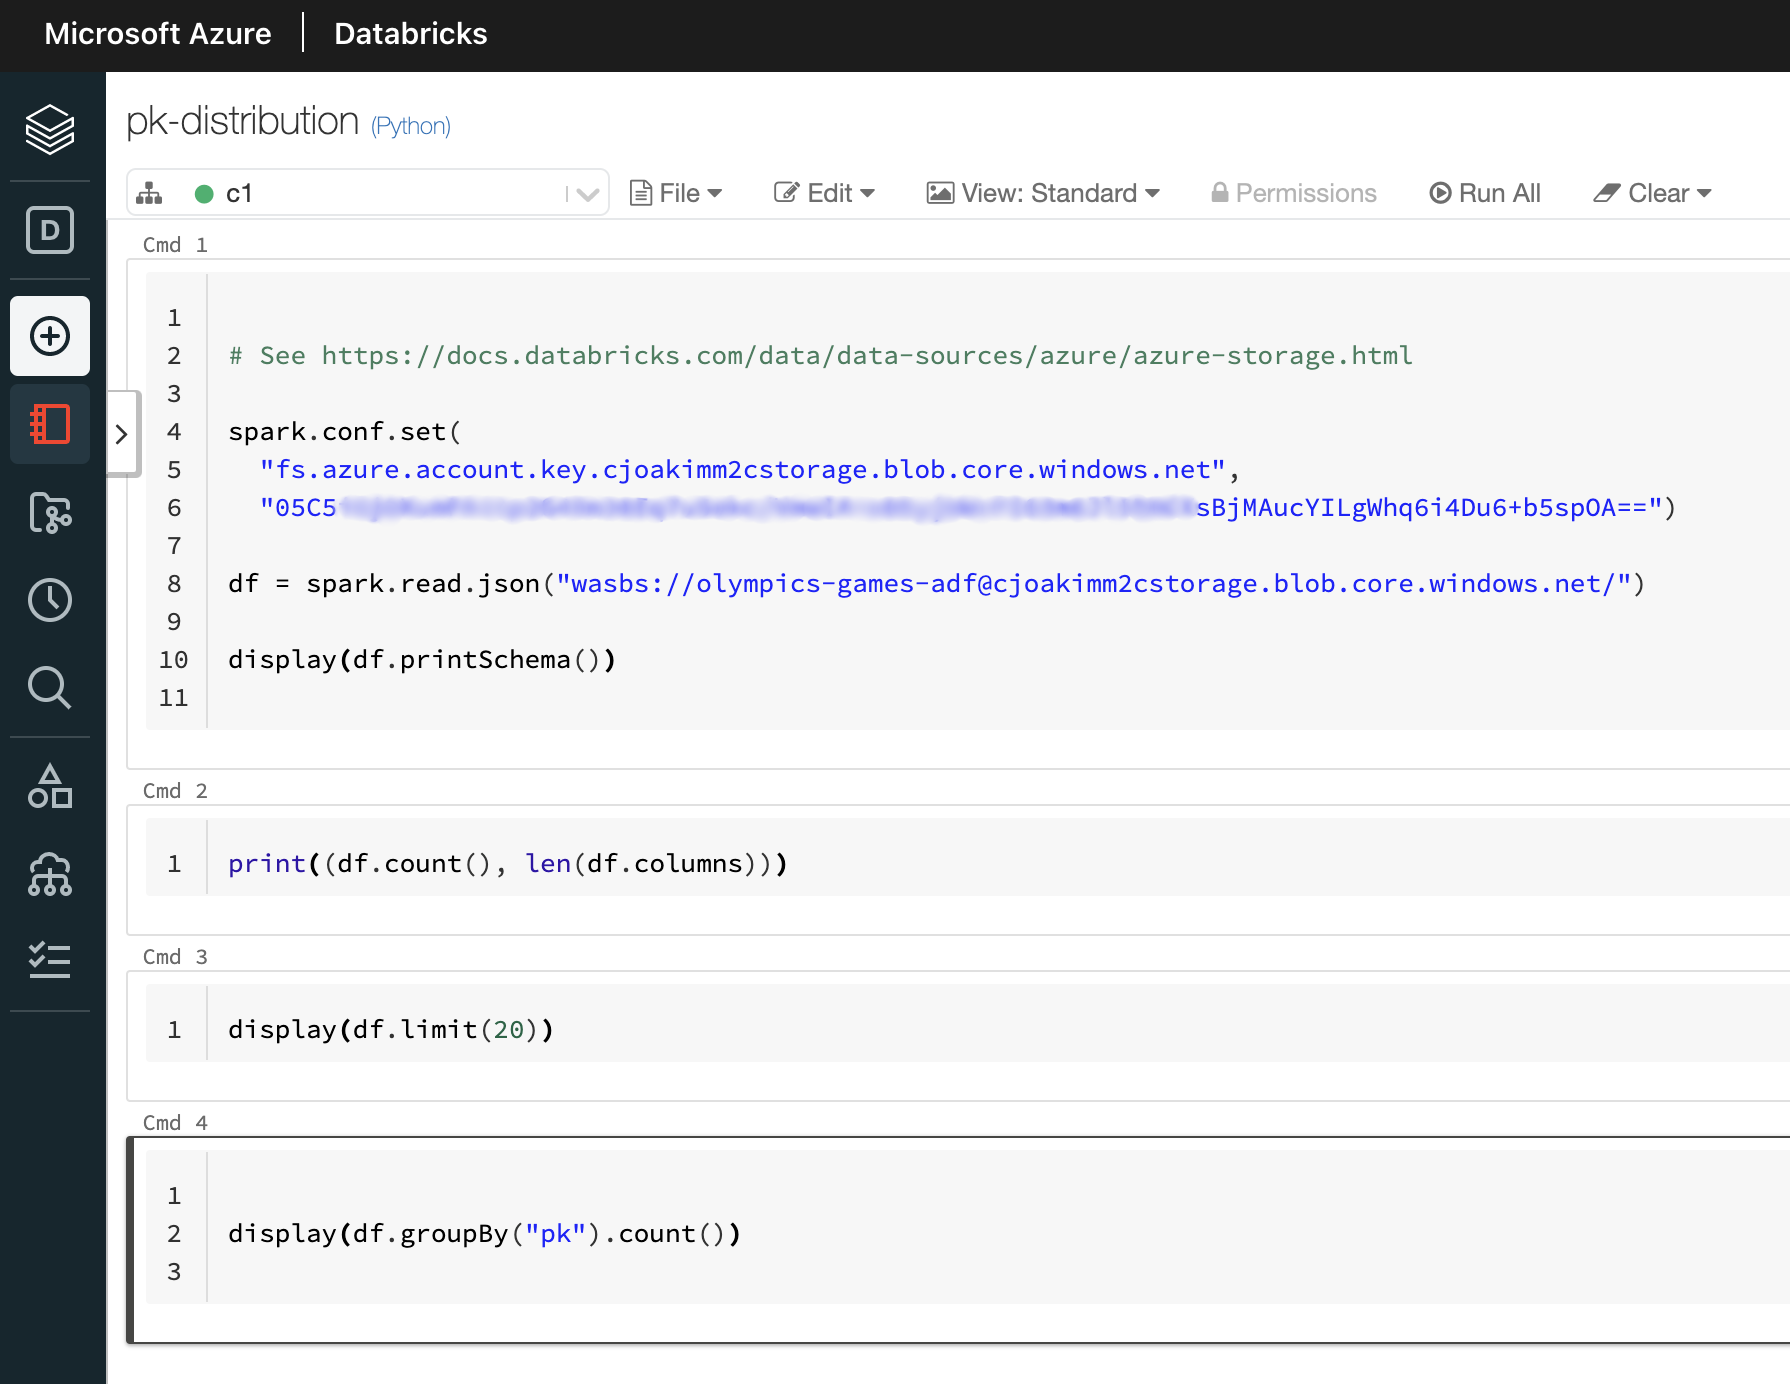 Microsoft Azure | Databricks
pk-distribution (Python)
c1 File Edit View: Standard Permissions Run All Clear
D
Cmd 1
1
2 # See https://docs.databricks.com/data/data-sources/azure/azure-storage.html
3
4 spark.conf.set(
5 "fs.azure.account.key.cjoakimm2cstorage.blob.core.windows.net",
6 "05C5 sBjMAucYILgWhq6i4Du6+b5spOA==")
7
8 df = spark.read.json("wasbs://olympics-games-adf@cjoakimm2cstorage.blob.core.windows.net/")
9
10 display(df.printSchema())
11
Cmd 2
1 print((df.count(), len(df.columns)))
Cmd 3
1 display(df.limit(20))
Cmd 4
1
2 display(df.groupBy("pk").count())
3